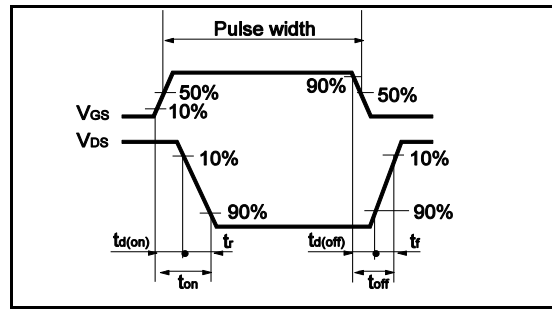 Pulse width
90%
50%
50%
10%
VGS
VDS
10%
10%
90%
90%
td(on)
tr
td(off)
tf
ton
toff